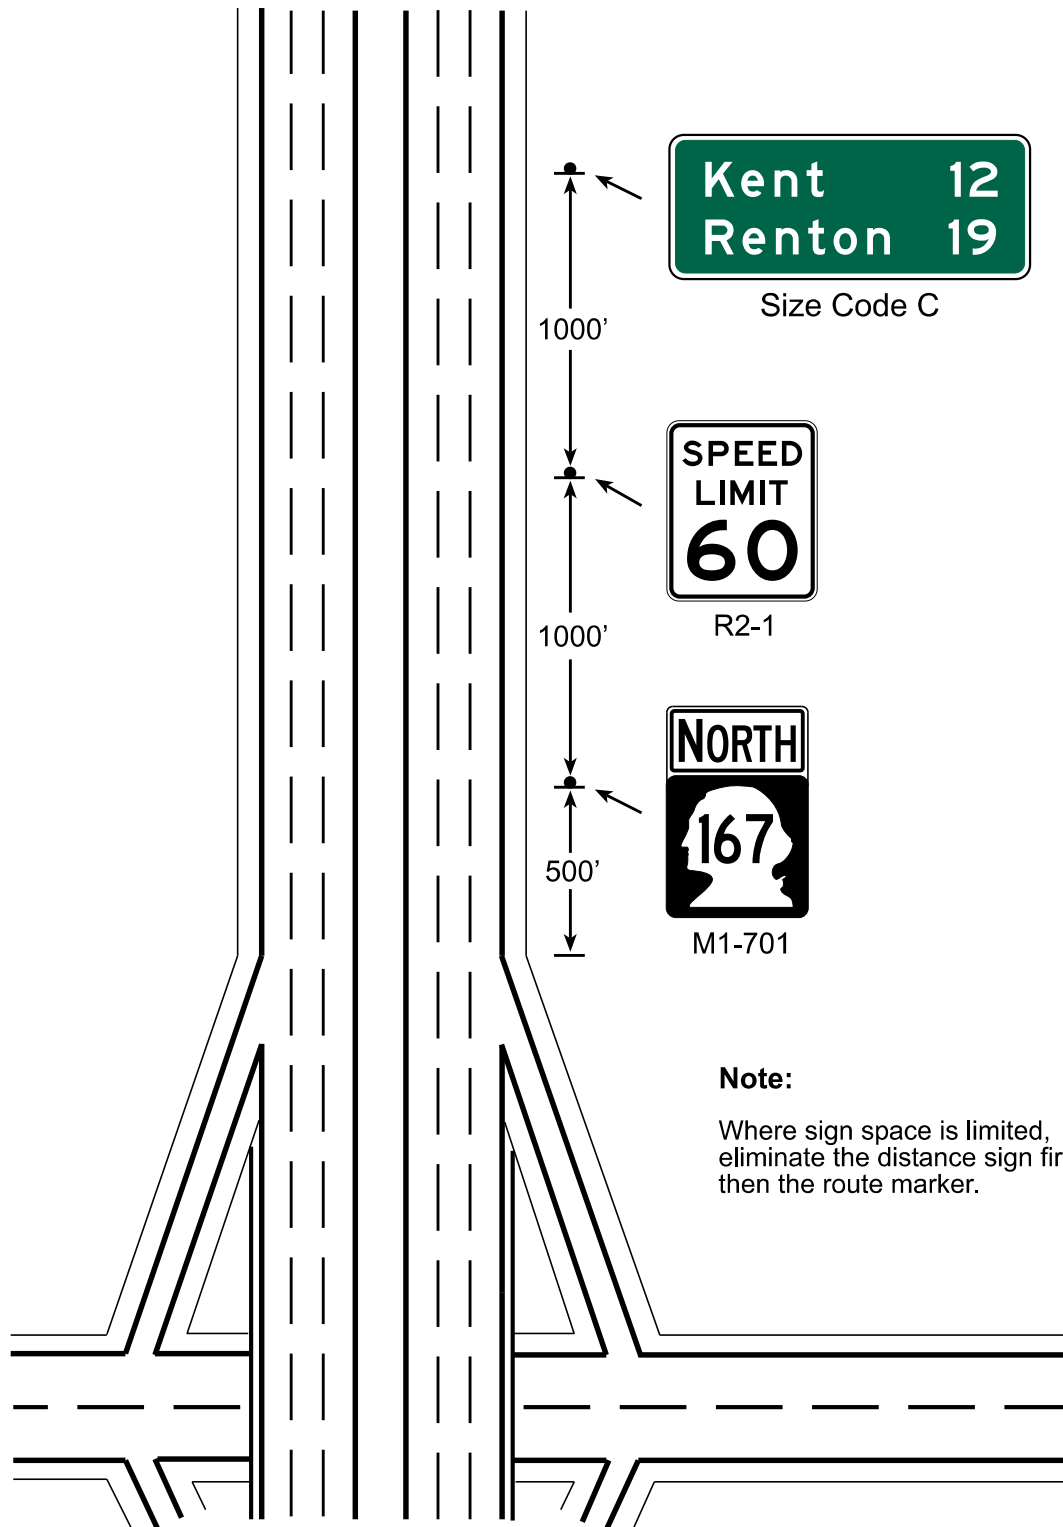 Kent 12
Renton 19
Size Code C
1000’
SPEED
LIMIT
60
R2-1
1000’
NORTH
167
500’
M1-701
Note:
Where sign space is limited,
eliminate the distance sign fir
then the route marker.